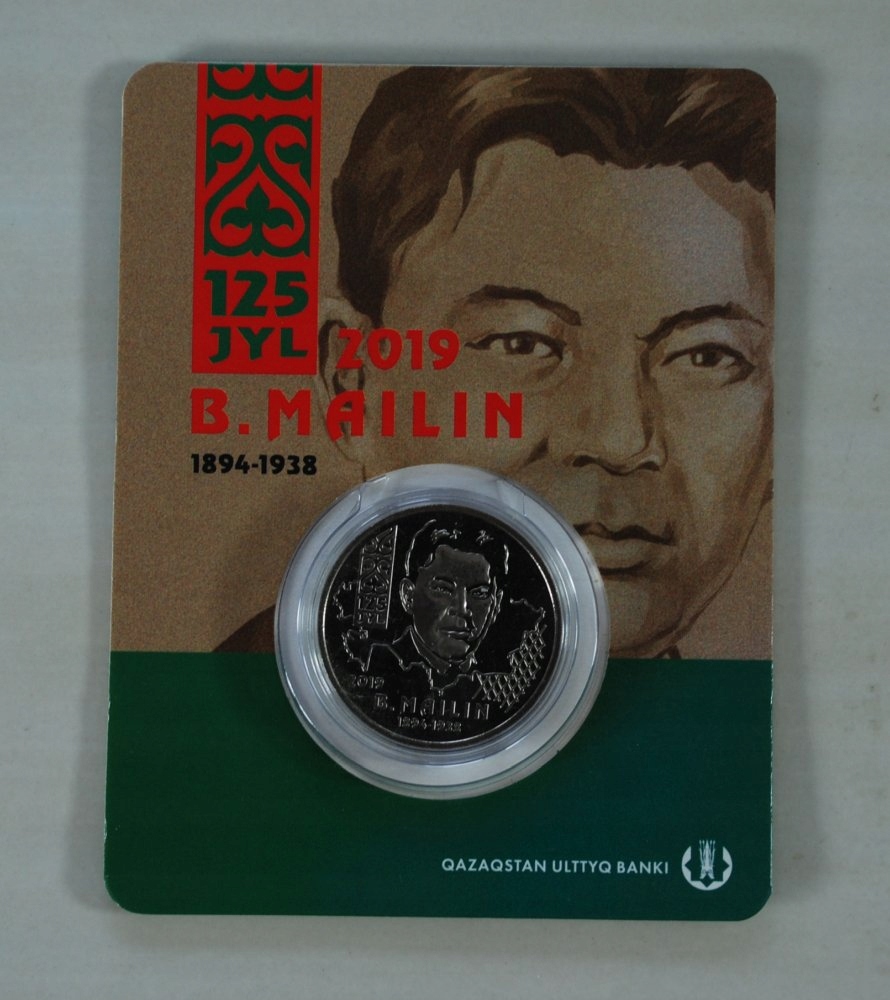 125
JYL
2019
B. MAILIN
1894-1938
2019
B. MAILIN
1894-1938
QAZAQSTAN ULTTYQ BANKI